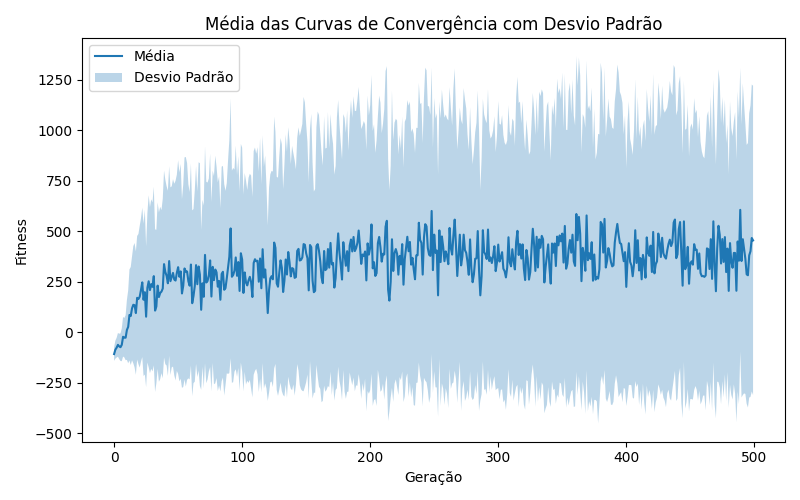 Média das Curvas de Convergência com Desvio Padrão
Média
Desvio Padrão
Fitness
1250
1000
750
500
250
0
−250
−500
0 100 200 300 400 500
Geração